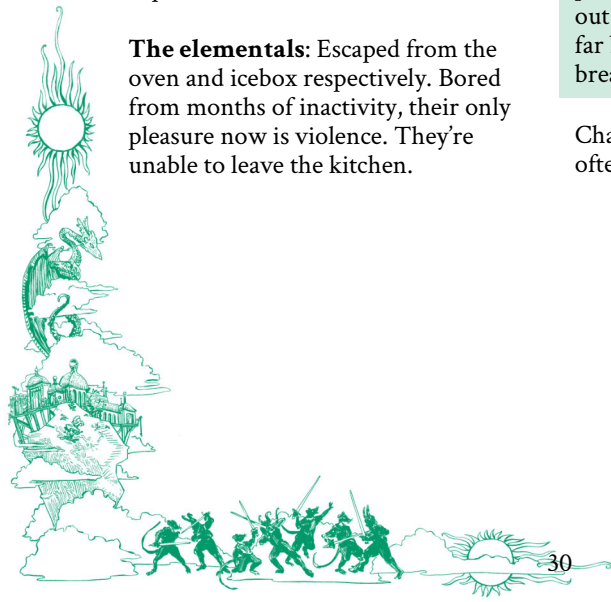 The elementals: Escaped from the
oven and icebox respectively. Bored
from months of inactivity, their only
pleasure now is violence. They’re
unable to leave the kitchen.
out
far
Cha
ofte
30